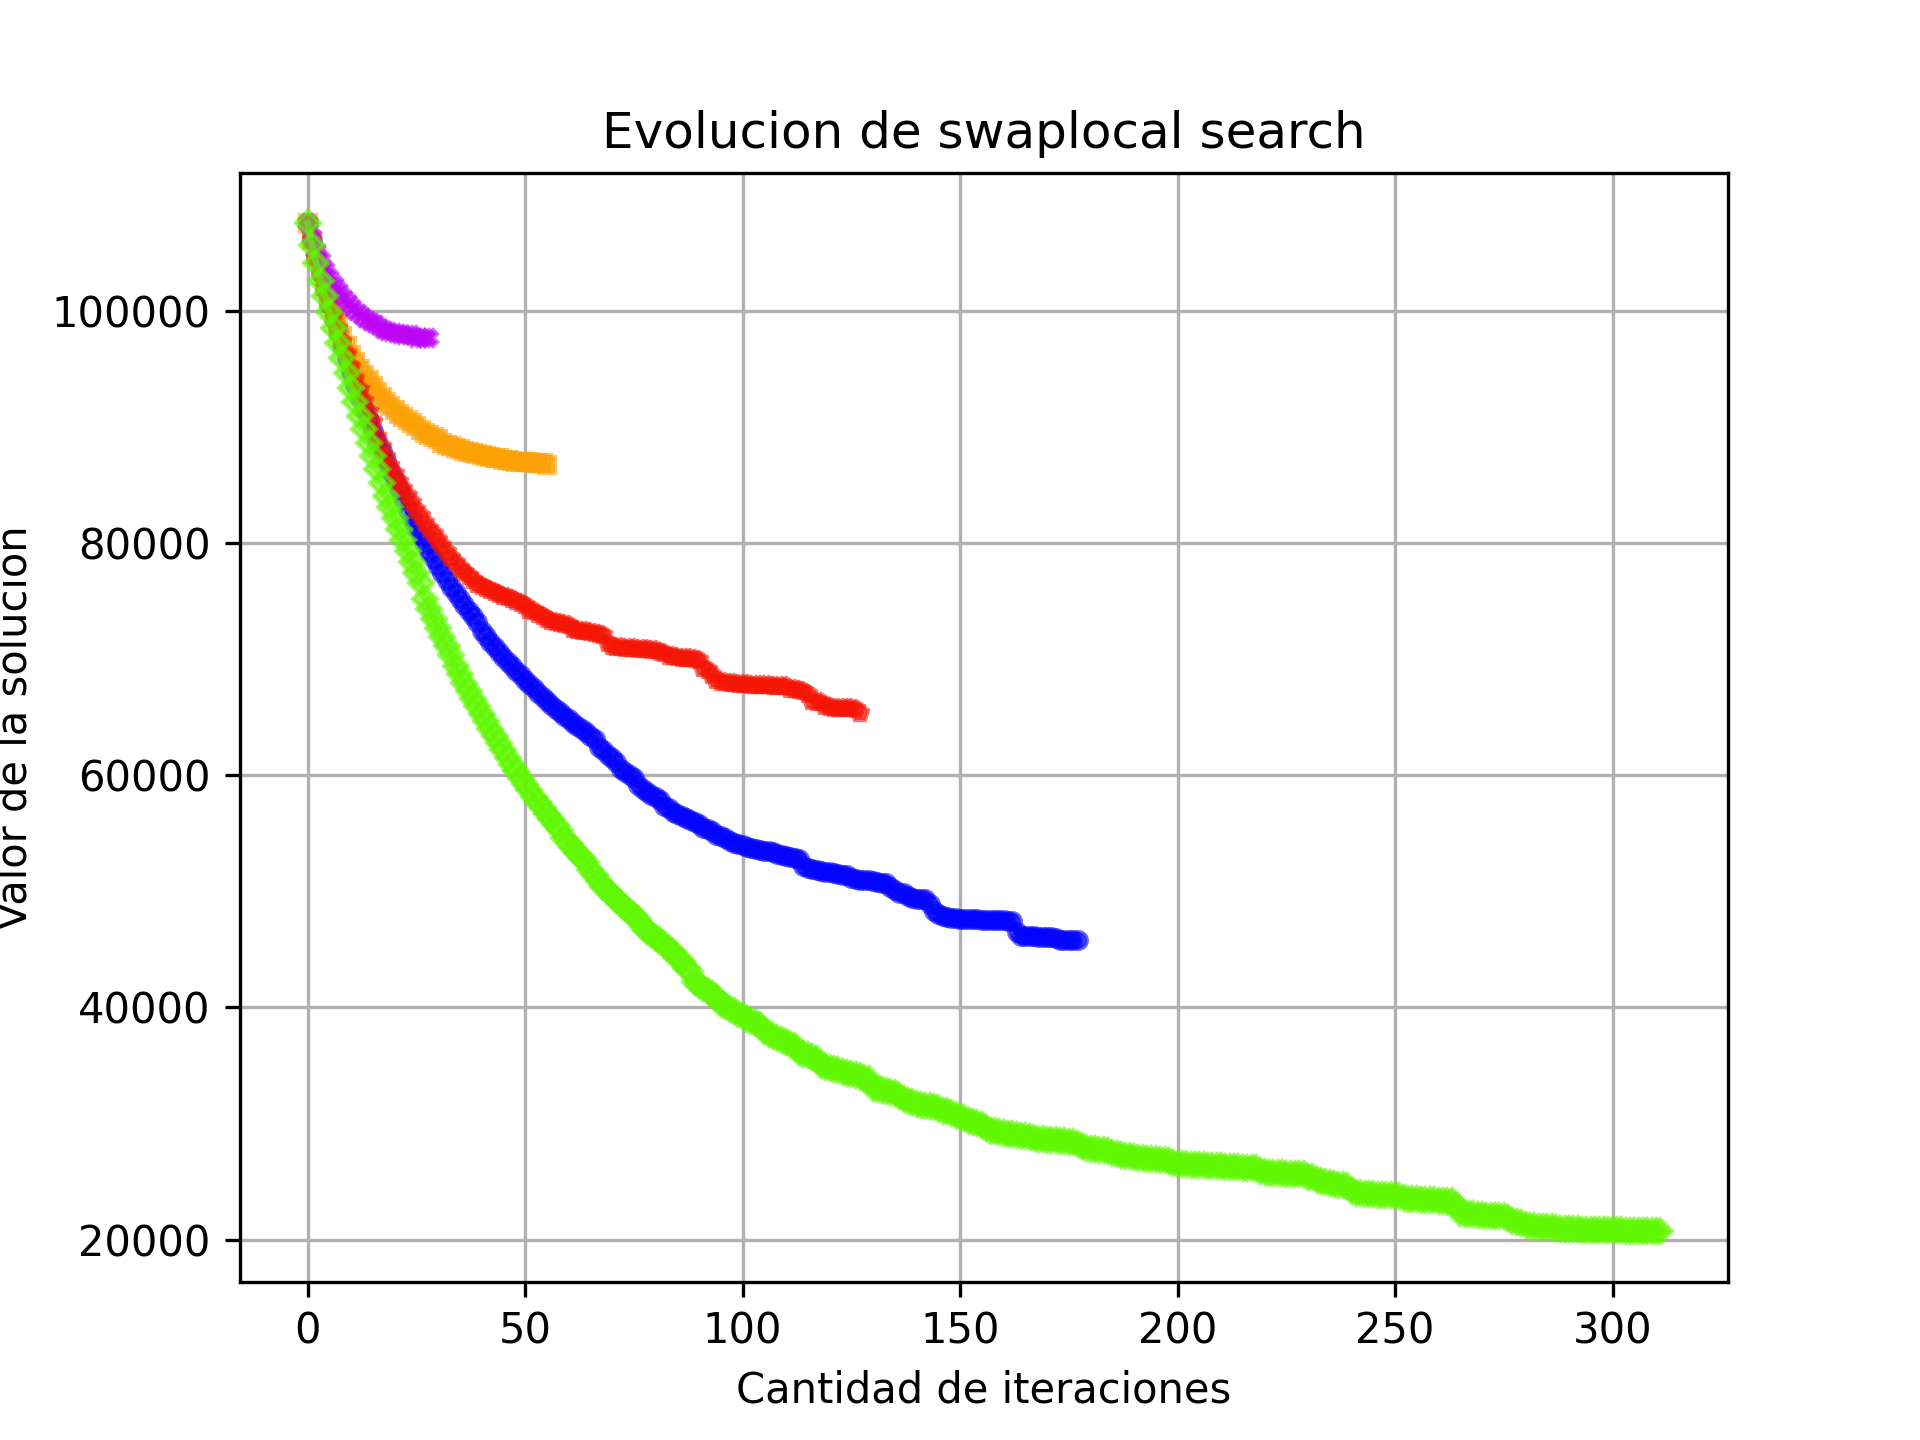 Evolucion de swaplocal search
Valor de la solucion
100000
80000
60000
40000
20000
0 50 100 150 200 250 300
Cantidad de iteraciones